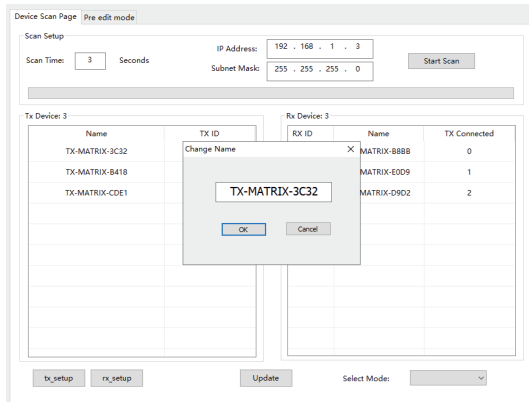 Device Scan Page Pre edit mode
Scan Setup
Scan Time: 3 Seconds
IP Address: 192 . 168 . 1 . 3
Subnet Mask: 255 . 255 . 255 . 0
Start Scan
Tx Device: 3
Name TX ID
TX-MATRIX-3C32
TX-MATRIX-B418
TX-MATRIX-CDE1
Rx Device: 3
RX ID Name TX Connected
MATRIX-B8BB 0
MATRIX-E0D9 1
MATRIX-D9D2 2
Change Name
TX-MATRIX-3C32
OK Cancel
tx_setup rx_setup Update Select Mode: